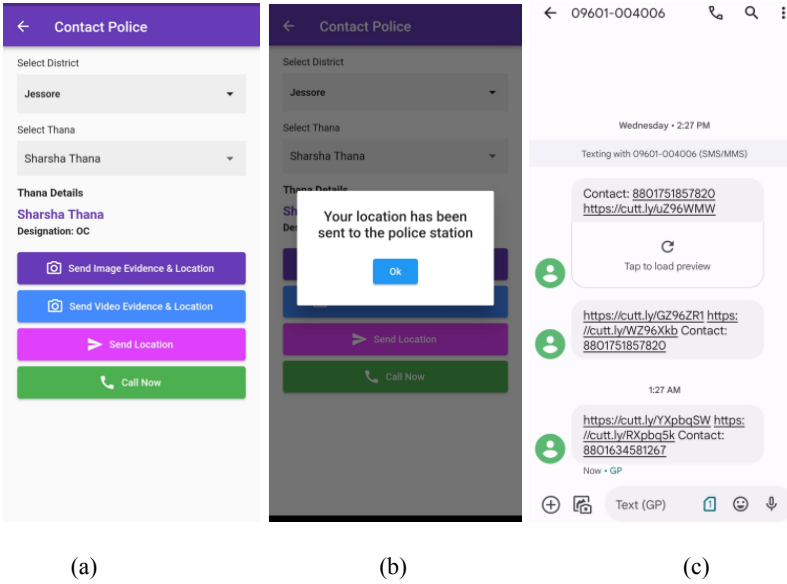 Contact Police
Select District
Jessore
Select Thana
Sharsha Thana
Thana Details
Sharsha Thana
Designation: OC
Send Image Evidence & Location
Send Video Evidence & Location
Send Location
Call Now
(a)
Contact Police
Select District
Jessore
Select Thana
Sharsha Thana
Thana Details
Sh
Des
Your location has been
sent to the police station
Ok
Send Location
Call Now
(b)
09601-004006
Wednesday • 2:27 PM
Texting with 09601-004006 (SMS/MMS)
Contact: 8801751857820
https://cutt.ly/uZ96WMW
Tap to load preview
https://cutt.ly/GZ96ZR1 https:
//cutt.ly/WZ96Xkb Contact:
8801751857820
1:27 AM
https://cutt.ly/YXpbqSW https:
//cutt.ly/RXpbq5k Contact:
8801634581267
Now • GP
Text (GP)
1
(c)